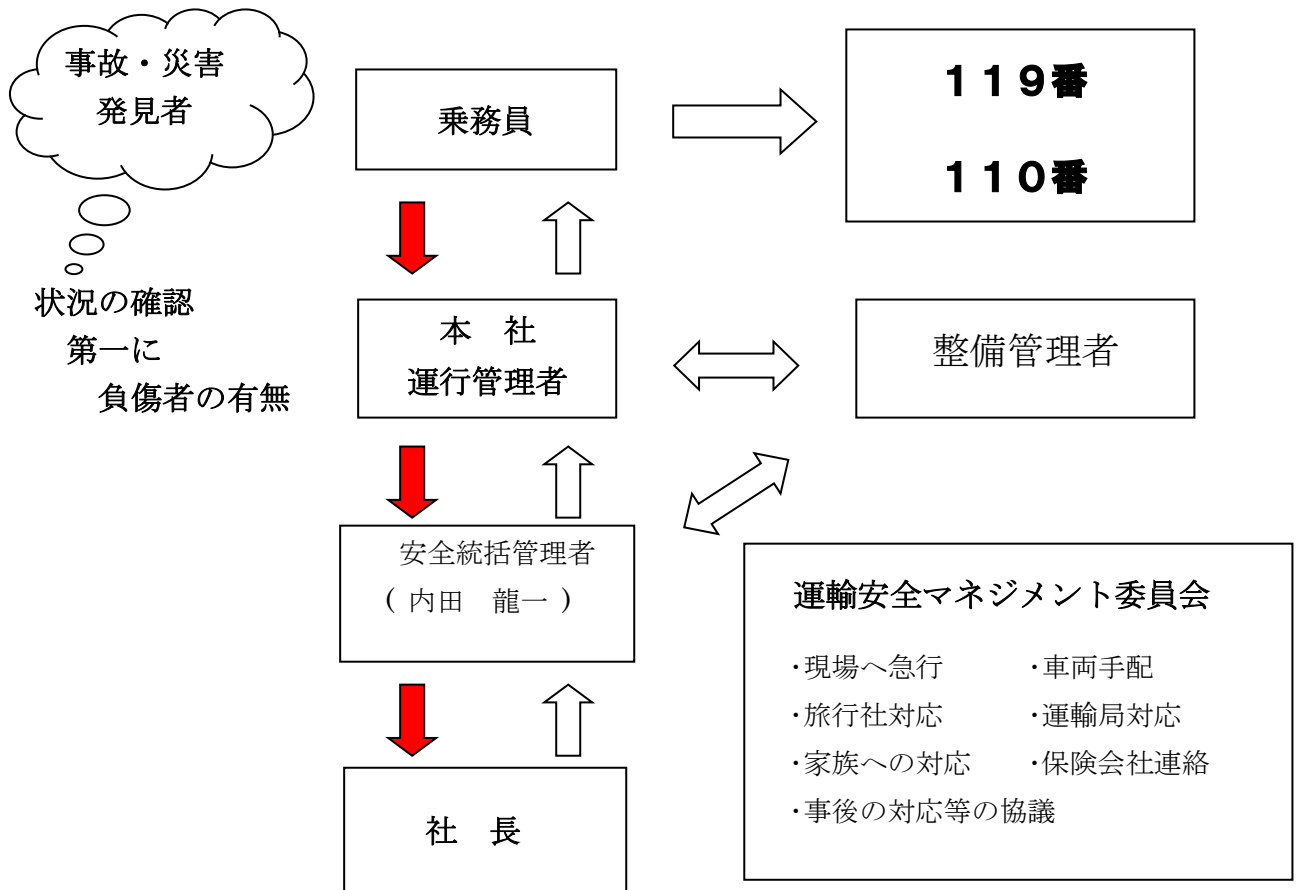 事故・災害
発見者
乗務員
119番
110番
状況の確認
第一に
負傷者の有無
本 社
運行管理者
整備管理者
安全統括管理者
( 内田 龍一 )
社 長
運輸安全マネジメント委員会
・現場へ急行 ・車両手配
・旅行社対応 ・運輸局対応
・家族への対応 ・保険会社連絡
・事後の対応等の協議